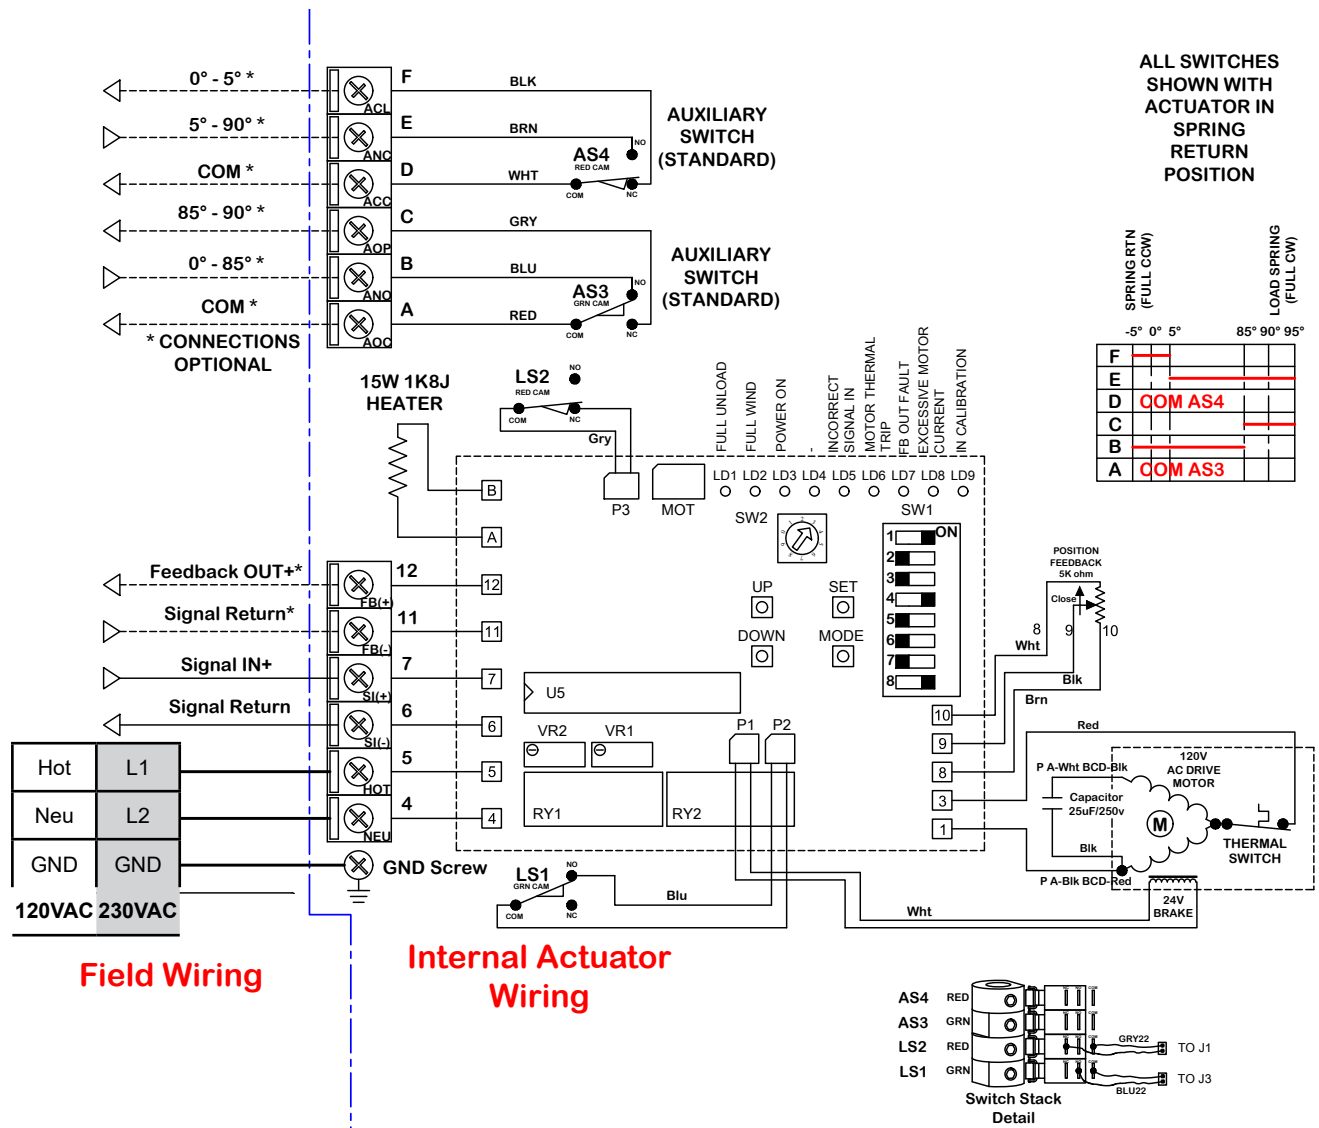 0° - 5° *
F
ACL
BLK
5° - 90° *
E
ANC
BRN
NO
COM *
D
ACC
WHT
AS4
RED CAM
COM
NC
AUXILIARY
SWITCH
(STANDARD)
85° - 90° *
C
AOP
GRY
0° - 85° *
B
ANO
BLU
NO
COM *
A
AOC
RED
AS3
GRN CAM
COM
NC
AUXILIARY
SWITCH
(STANDARD)
* CONNECTIONS
OPTIONAL
ALL SWITCHES
SHOWN WITH
ACTUATOR IN
SPRING
RETURN
POSITION
SPRING RTN
(FULL CCW)
LOAD SPRING
(FULL CW)
-5° 0° 5° 85° 90° 95°
F
E
D COM AS4
C
B
A COM AS3
15W 1K8J
HEATER
LS2
RED CAM
NO
COM
NC
Gry
P3
MOT
FULL UNLOAD
FULL WIND
POWER ON
-
INCORRECT
SIGNAL IN
MOTOR THERMAL
TRIP
FB OUT FAULT
EXCESSIVE MOTOR
CURRENT
IN CALIBRATION
LD1 LD2 LD3 LD4 LD5 LD6 LD7 LD8 LD9
SW2
SW1
ON
1
2
3
4
5
6
7
8
B
A
12
11
7
6
5
4
UP
SET
DOWN
MODE
U5
VR2
VR1
P1
P2
RY1
RY2
10
9
8
3
1
Feedback OUT+*
12
FB(+)
Signal Return*
11
FB(-)
Signal IN+
7
SI(+)
Signal Return
6
SI(-)
5
HOT
4
NEU
GND Screw
Hot L1
Neu L2
GND GND
120VAC 230VAC
POSITION
FEEDBACK
5K ohm
Close
8
9
10
Wht
Blk
Brn
Red
120V
AC DRIVE
MOTOR
P A-Wht BCD-Blk
Capacitor
25uF/250v
M
Blk
P A-Blk BCD-Red
THERMAL
SWITCH
24V
BRAKE
LS1
GRN CAM
NO
COM
NC
Blu
Wht
Field Wiring
Internal Actuator
Wiring
AS4 RED
AS3 GRN
LS2 RED
LS1 GRN
GRY22
TO J1
BLU22
TO J3
Switch Stack
Detail